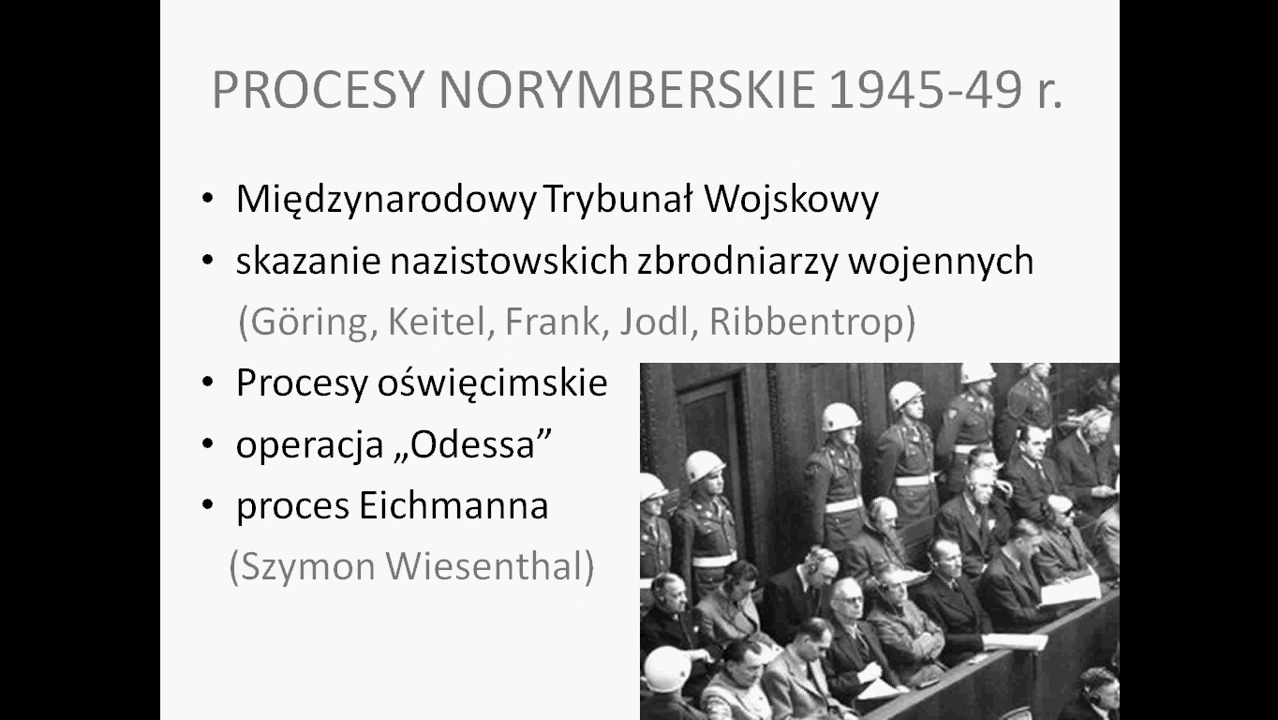 PROCESY NORYMBERSKIE 1945-49 r.
• Międzynarodowy Trybunał Wojskowy
• skazanie nazistowskich zbrodniarzy wojennych
(Göring, Keitel, Frank, Jodl, Ribbentrop)
• Procesy oświęcimskie
• operacja „Odessa”
• proces Eichmanna
(Szymon Wiesenthal)